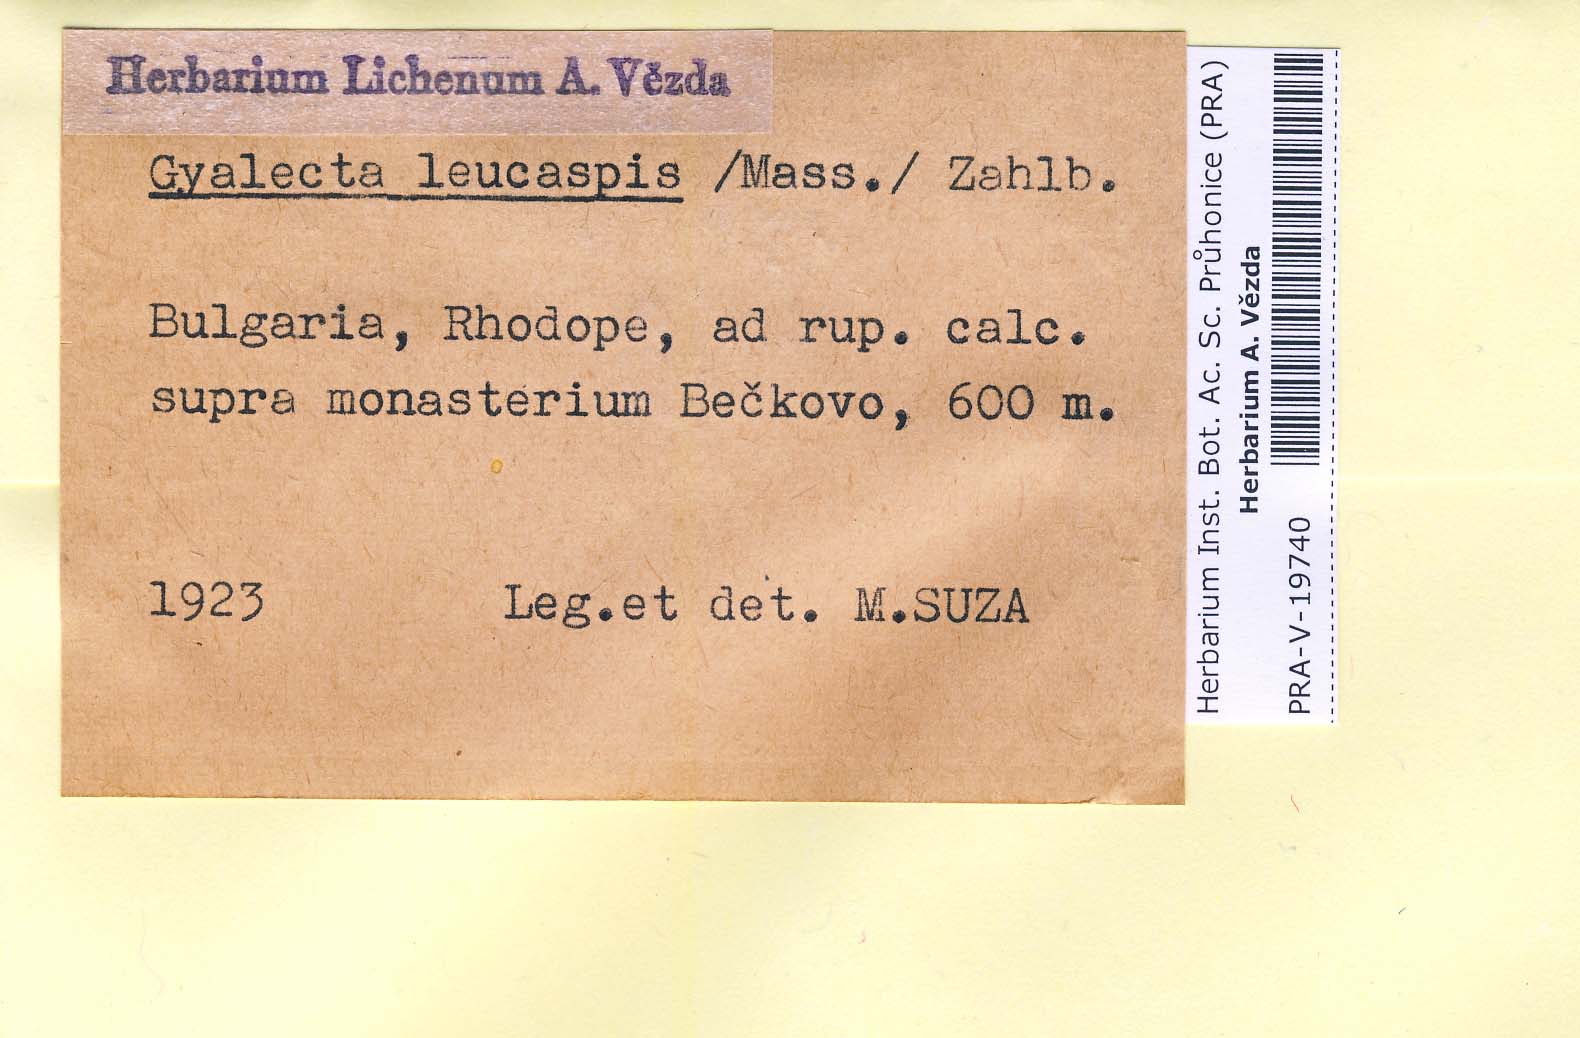 Herbarium Lichenum A. Vězda
Gyalecta leucaspis /Mass./ Zahlb.
Bulgaria, Rhodope, ad rup. calc.
supra monasterium Bečkovo, 600 m.
1923 Leg.et det. M.SUZA
Herbarium Inst. Bot. Ac. Sc. Průhonice (PRA)
Herbarium A. Vězda
PRA-V-19740